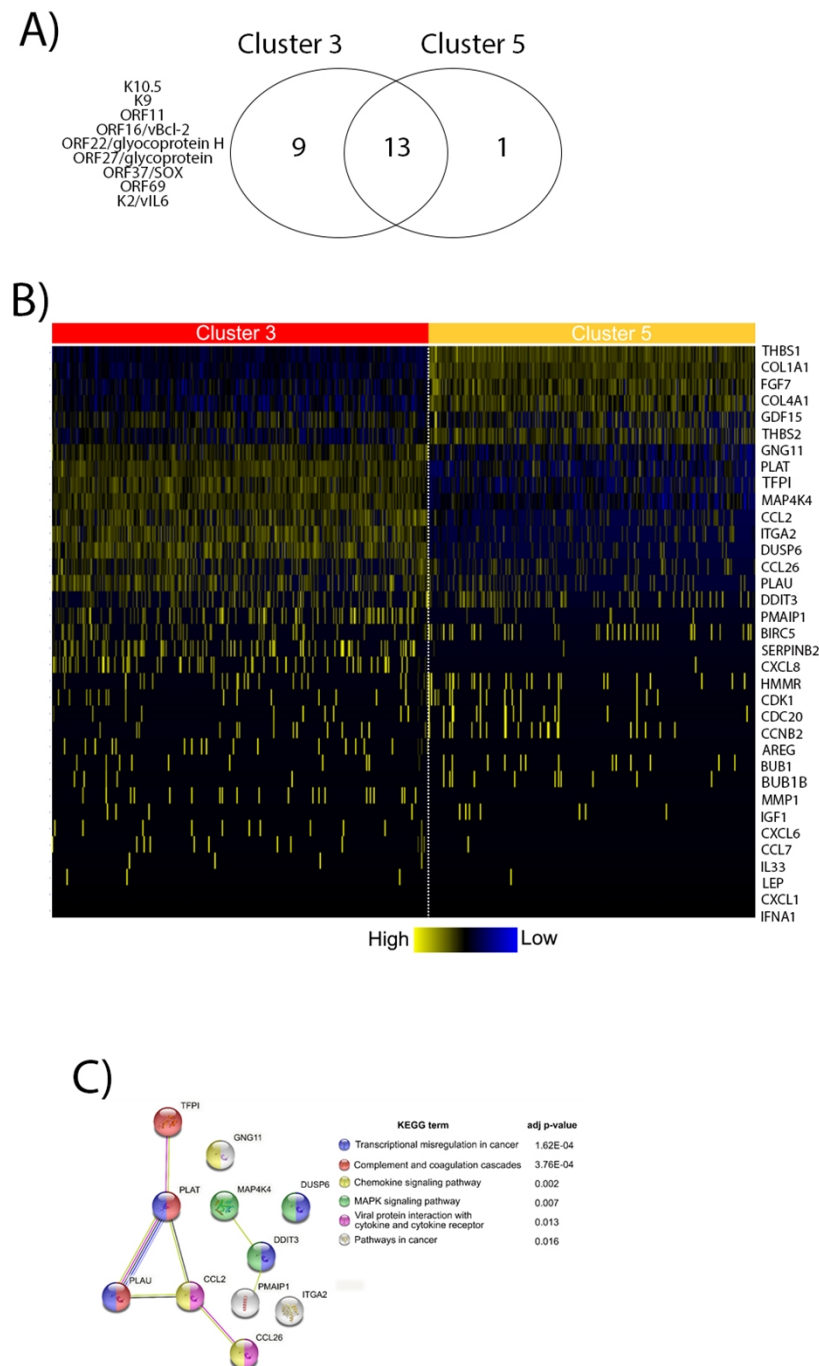 A)
Cluster 3
Cluster 5
K10.5
K9
ORF11
ORF16/vBcl-2
ORF22/glyocoprotein H
ORF27/glycoprotein
ORF37/SOX
ORF69
K2/vIL6
9
13
1
B)
Cluster 3
Cluster 5
THBS1
COL1A1
FGF7
COL4A1
GDF15
THBS2
GNG11
PLAT
TFPI
MAP4K4
CCL2
ITGA2
DUSP6
CCL26
PLAU
DDIT3
PMAIP1
BIRC5
SERPINB2
CXCL8
HMMR
CDK1
CDC20
CCNB2
AREG
BUB1
BUB1B
MMP1
IGF1
CXCL6
CCL7
IL33
LEP
CXCL1
IFNA1
High
Low
C)
TFPI
GNG11
PLAT
MAP4K4
DUSP6
DDIT3
PLAU
CCL2
PMAIP1
ITGA2
CCL26
KEGG term adj p-value
Transcriptional misregulation in cancer 1.62E-04
Complement and coagulation cascades 3.76E-04
Chemokine signaling pathway 0.002
MAPK signaling pathway 0.007
Viral protein interaction with
cytokine and cytokine receptor 0.013
Pathways in cancer 0.016